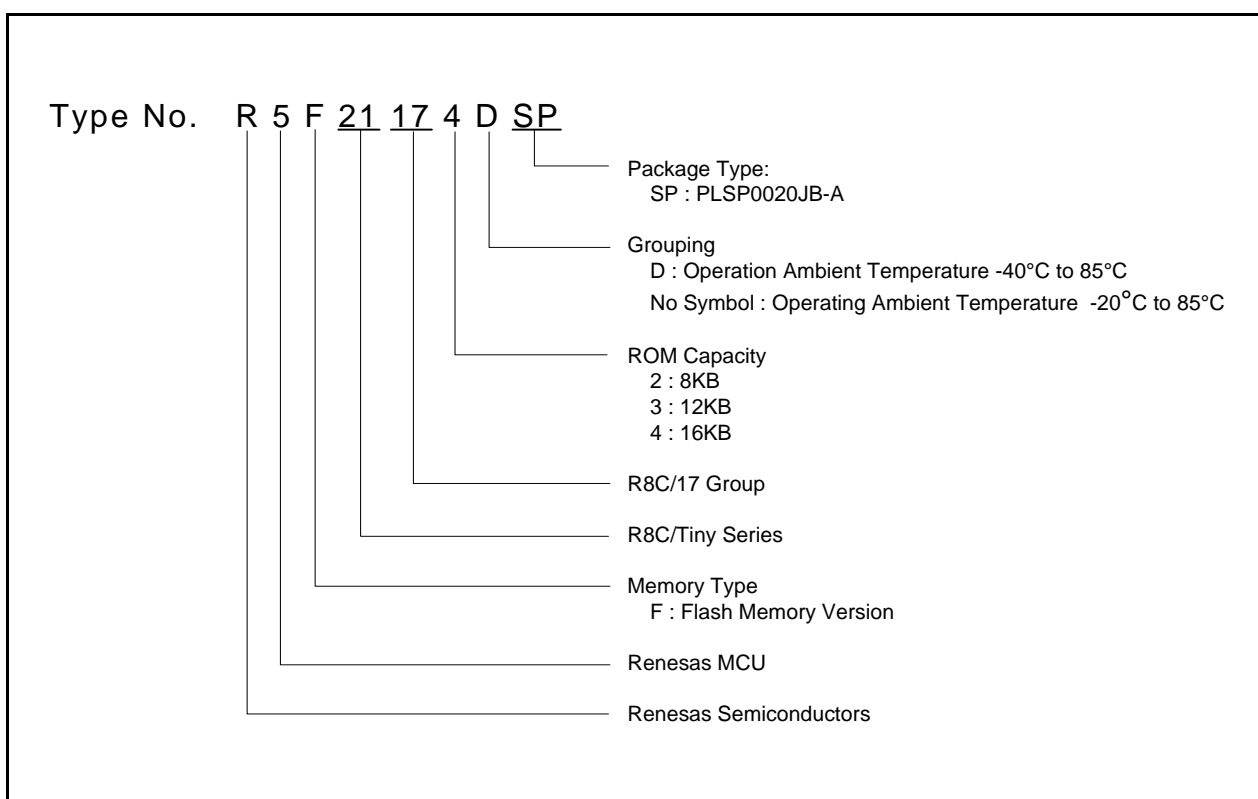 Type No. R 5 F 21 17 4 D SP
Package Type:
SP : PLSP0020JB-A
Grouping
D : Operation Ambient Temperature -40°C to 85°C
No Symbol : Operating Ambient Temperature -20°C to 85°C
ROM Capacity
2 : 8KB
3 : 12KB
4 : 16KB
R8C/17 Group
R8C/Tiny Series
Memory Type
F : Flash Memory Version
Renesas MCU
Renesas Semiconductors